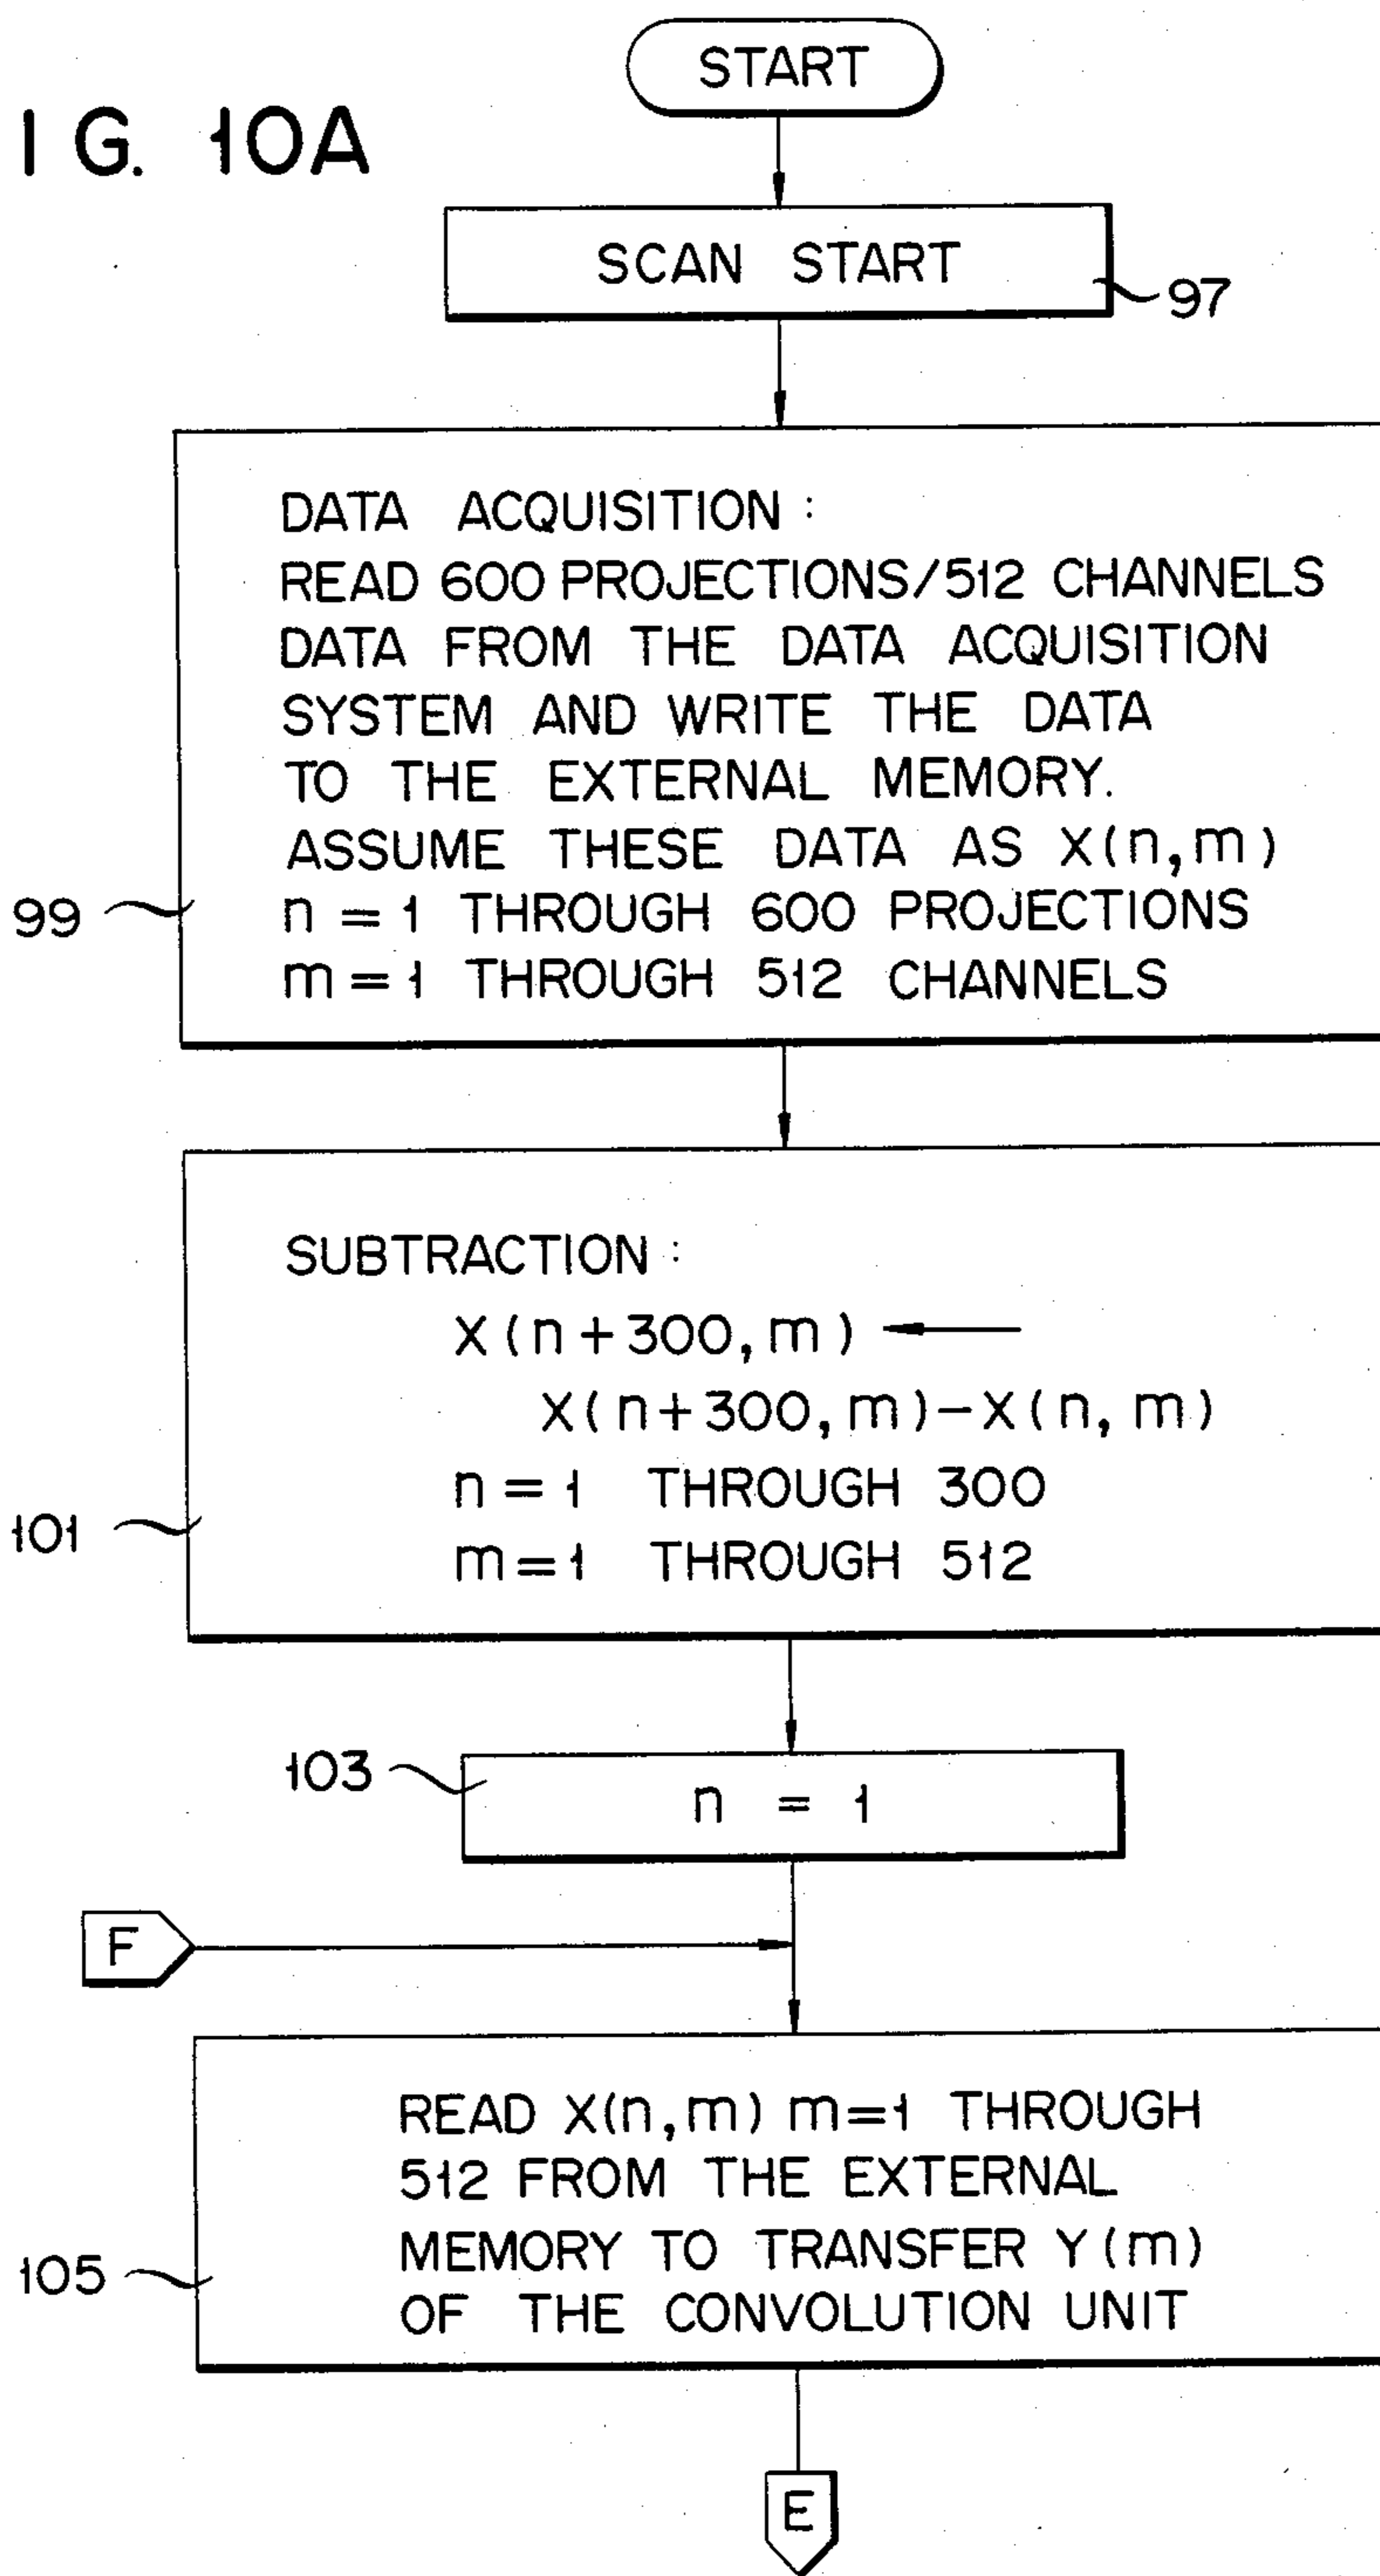 START
IG. 10A
SCAN START
97
DATA ACQUISITION:
READ 600 PROJECTIONS/512 CHANNELS
DATA FROM THE DATA ACQUISITION
SYSTEM AND WRITE THE DATA
TO THE EXTERNAL MEMORY.
ASSUME THESE DATA AS X(n,m)
99
n=1 THROUGH 600 PROJECTIONS
m=1 THROUGH 512 CHANNELS
SUBTRACTION:
X(n+300,m) ←
X(n+300,m)-X(n,m)
n=1 THROUGH 300
101
m=1 THROUGH 512
103
n = 1
F
READ X(n,m) m=1 THROUGH
512 FROM THE EXTERNAL
MEMORY TO TRANSFER Y(m)
105
OF THE CONVOLUTION UNIT
E